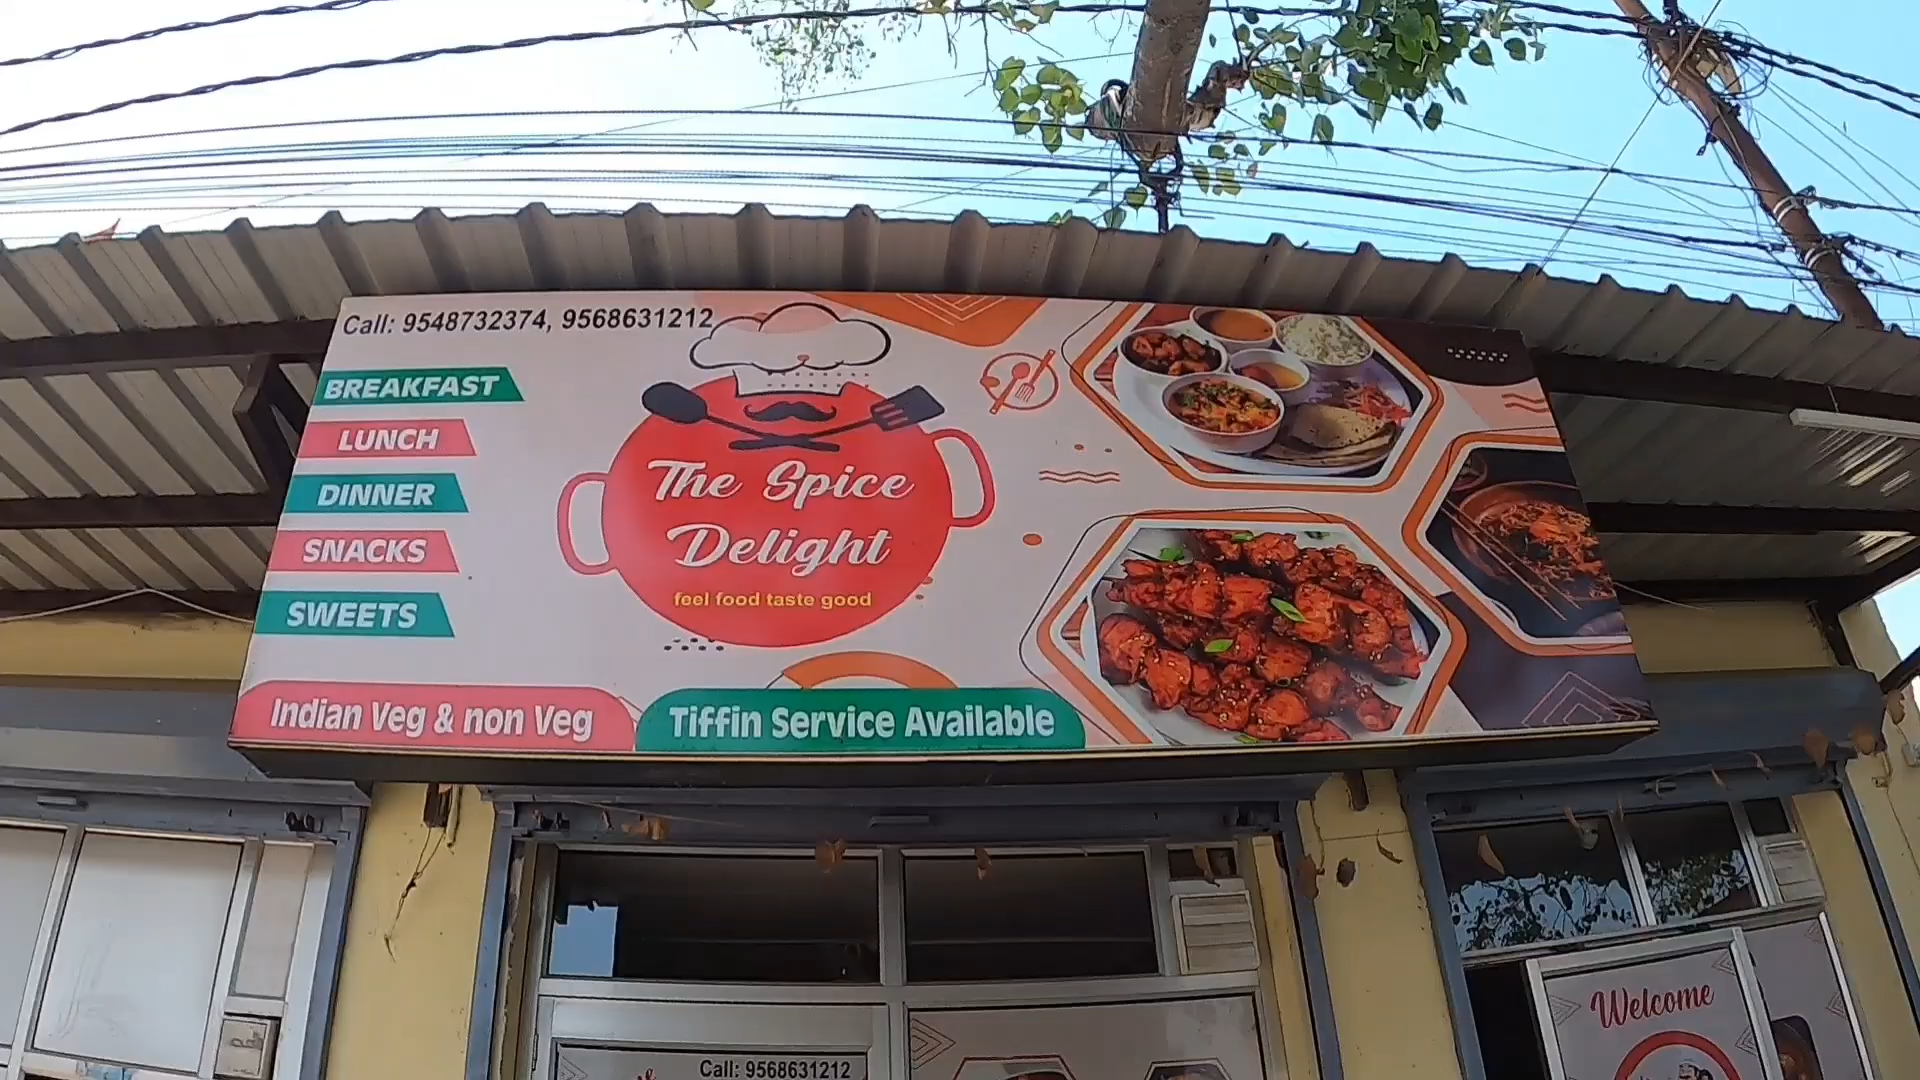 Call: 9548732374, 9568631212
BREAKFAST
LUNCH
DINNER
SNACKS
SWEETS
The Spice
Delight
feel food taste good
Indian Veg & non Veg
Tiffin Service Available
Welcome
Call: 9568631212